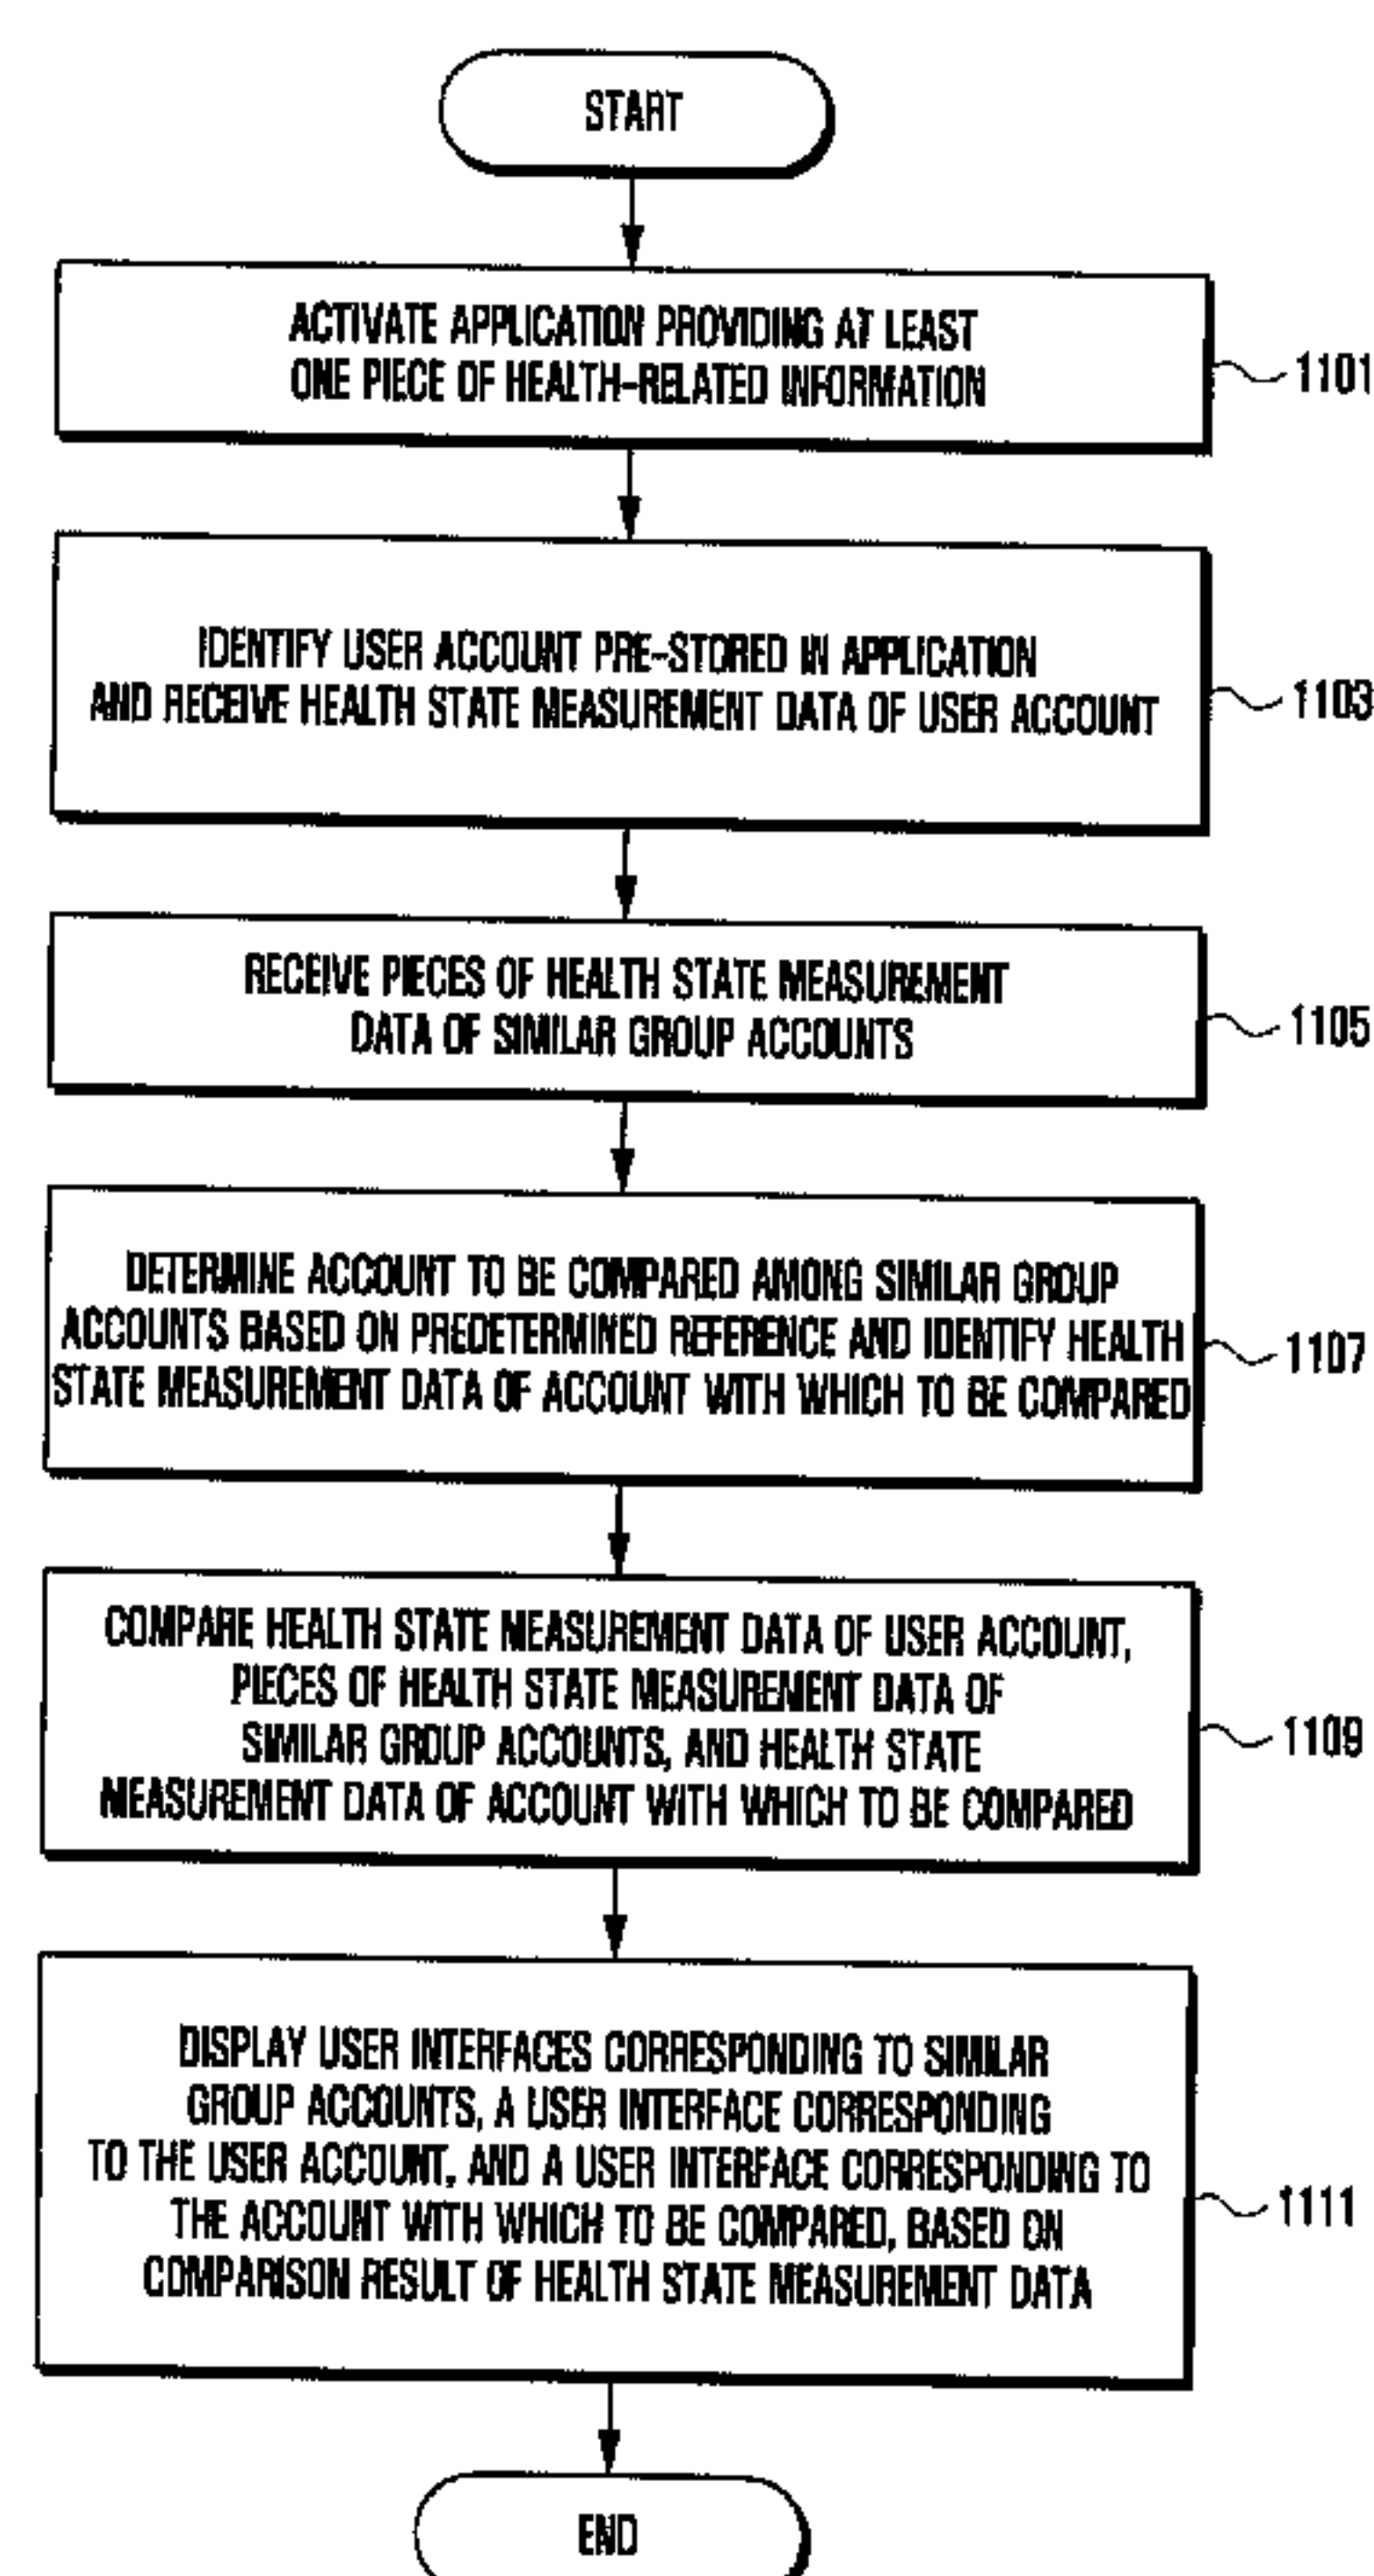 START
ACTIVATE APPLICATION PROVIDING AT LEAST
ONE PIECE OF HEALTH-RELATED INFORMATION
1101
IDENTIFY USER ACCOUNT PRE-STORED IN APPLICATION
AND RECEIVE HEALTH STATE MEASUREMENT DATA OF USER ACCOUNT
1103
RECEIVE PIECES OF HEALTH STATE MEASUREMENT
DATA OF SIMILAR GROUP ACCOUNTS
1105
DETERMINE ACCOUNT TO BE COMPARED AMONG SIMILAR GROUP
ACCOUNTS BASED ON PREDETERMINED REFERENCE AND IDENTIFY HEALTH
STATE MEASUREMENT DATA OF ACCOUNT WITH WHICH TO BE COMPARED
1107
COMPARE HEALTH STATE MEASUREMENT DATA OF USER ACCOUNT,
PIECES OF HEALTH STATE MEASUREMENT DATA OF
SIMILAR GROUP ACCOUNTS, AND HEALTH STATE
MEASUREMENT DATA OF ACCOUNT WITH WHICH TO BE COMPARED
1109
DISPLAY USER INTERFACES CORRESPONDING TO SIMILAR
GROUP ACCOUNTS, A USER INTERFACE CORRESPONDING
TO THE USER ACCOUNT, AND A USER INTERFACE CORRESPONDING TO
THE ACCOUNT WITH WHICH TO BE COMPARED, BASED ON
COMPARISON RESULT OF HEALTH STATE MEASUREMENT DATA
1111
END